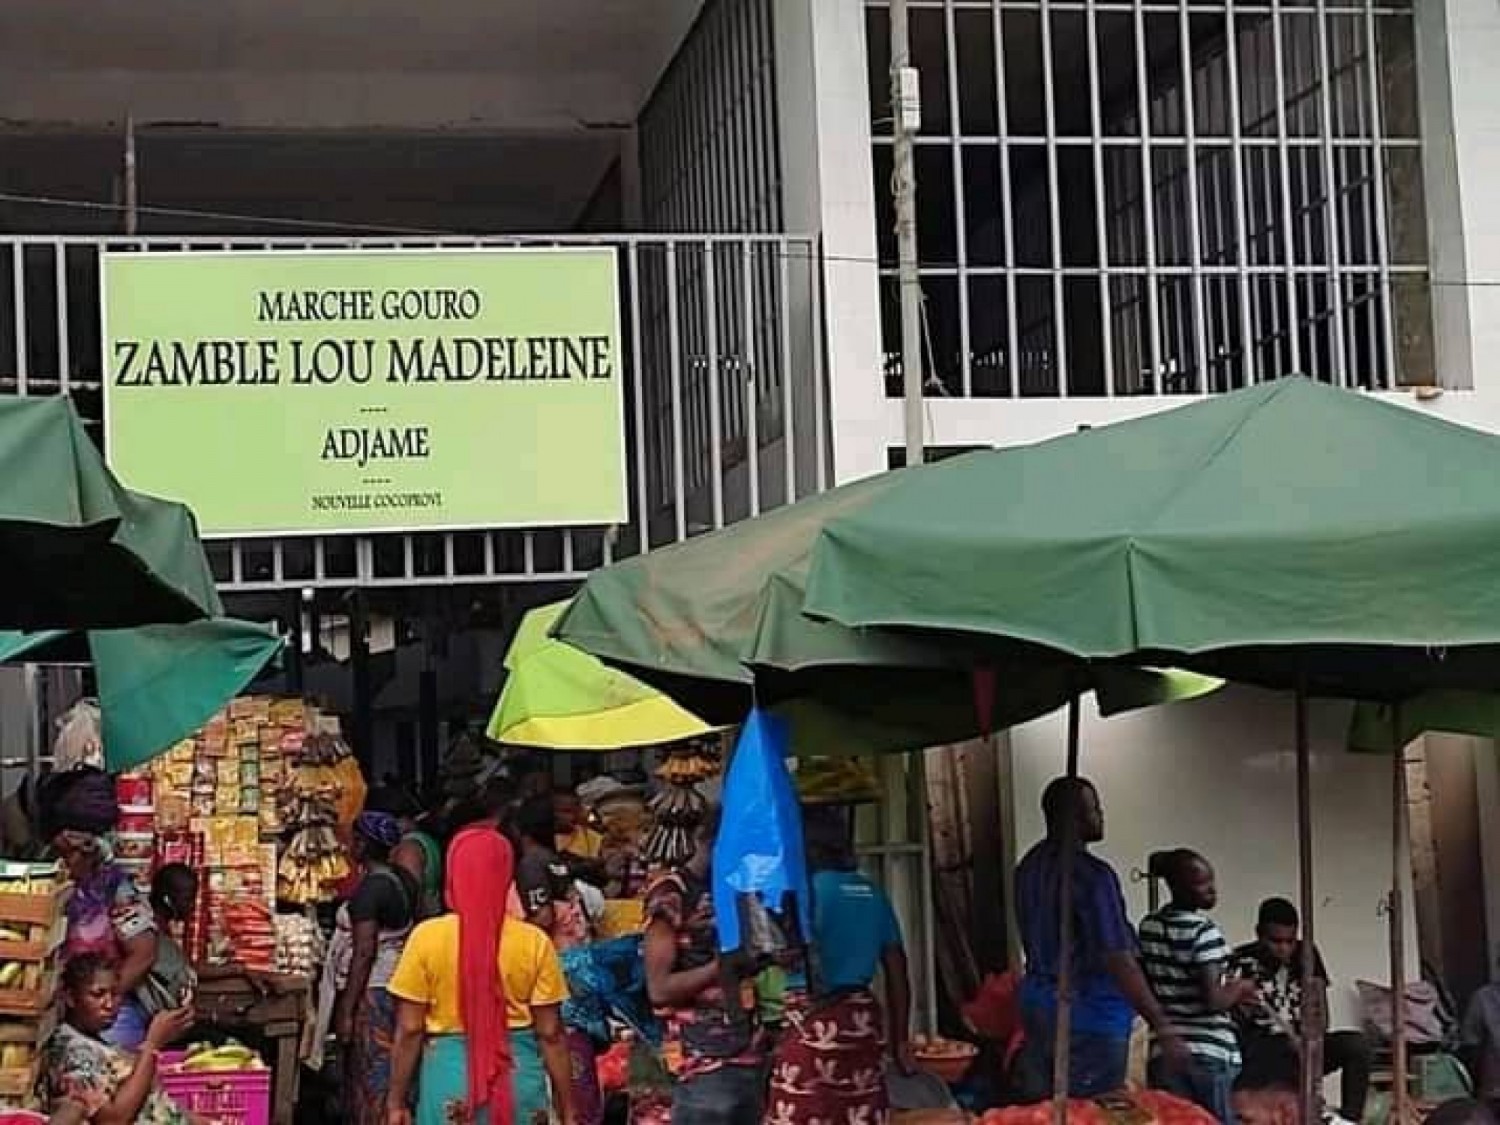 MARCHE GOURO
ZAMBLE LOU MADELEINE
----
ADJAME
----
NOUVELLE COCOPROVI